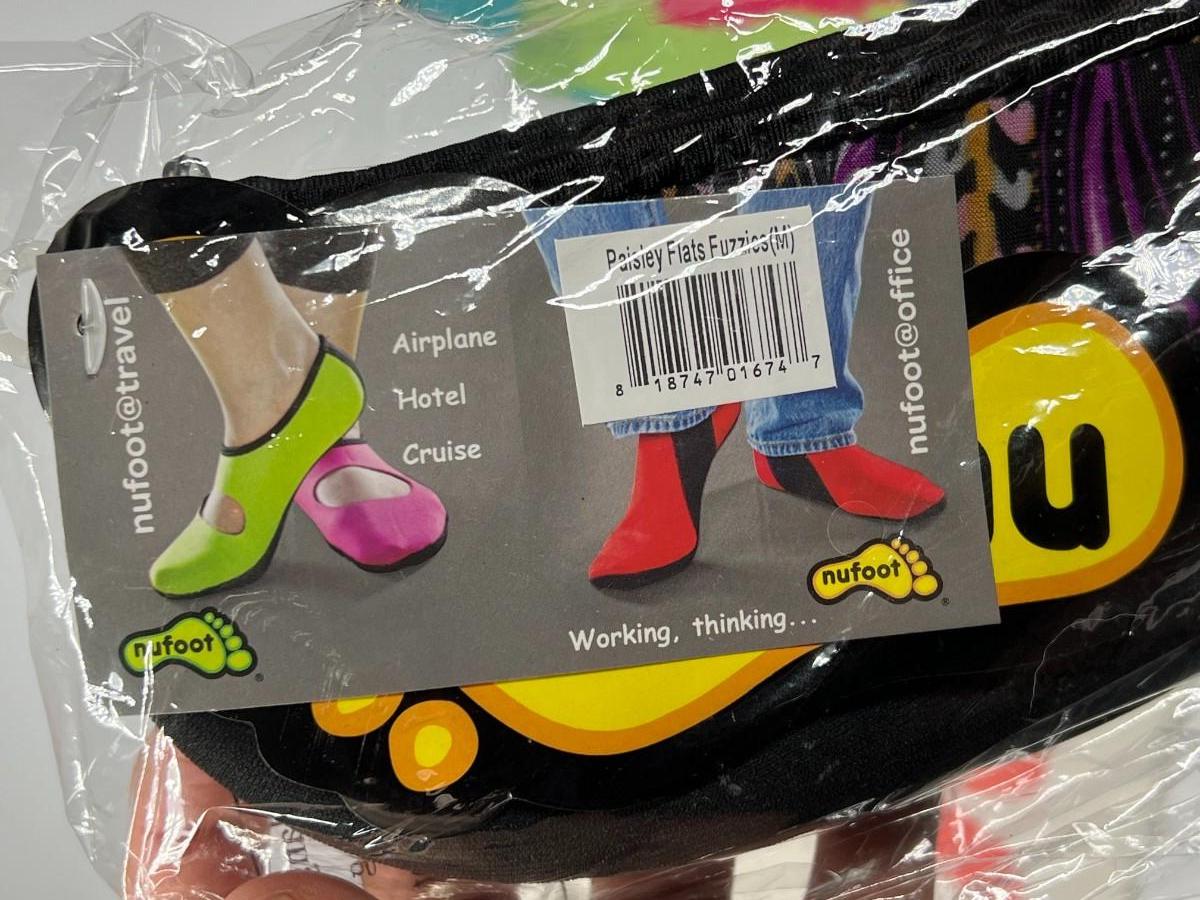 nufoot@travel
Airplane
Hotel
Cruise
nufoot
®
Paisley Flats Fuzzies(M)
8 18747 01674 7
nufoot@office
nufoot
®
Working, thinking...
u